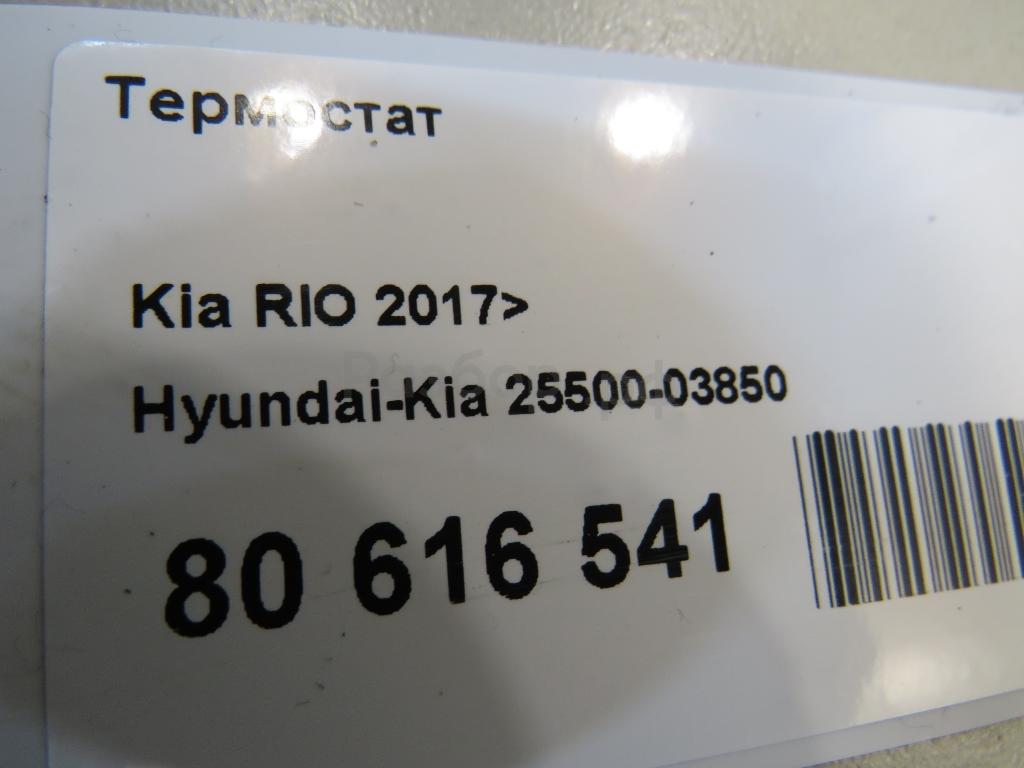 Термостат
Kia RIO 2017>
Hyundai-Kia 25500-03850
80 616 541